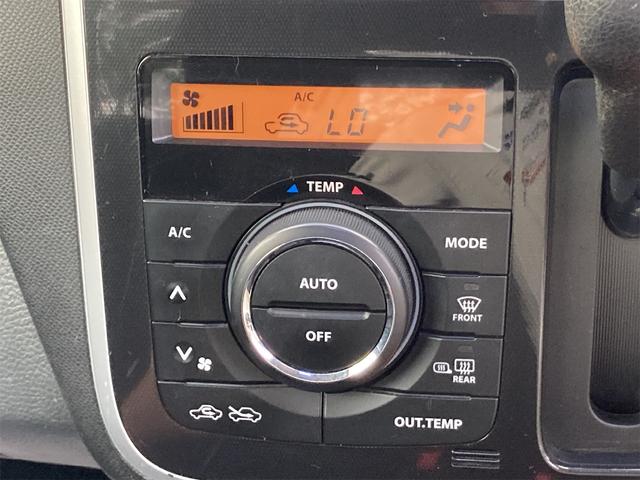 A/C
LO
TEMP
A/C
MODE
AUTO
OFF
FRONT
REAR
OUT.TEMP